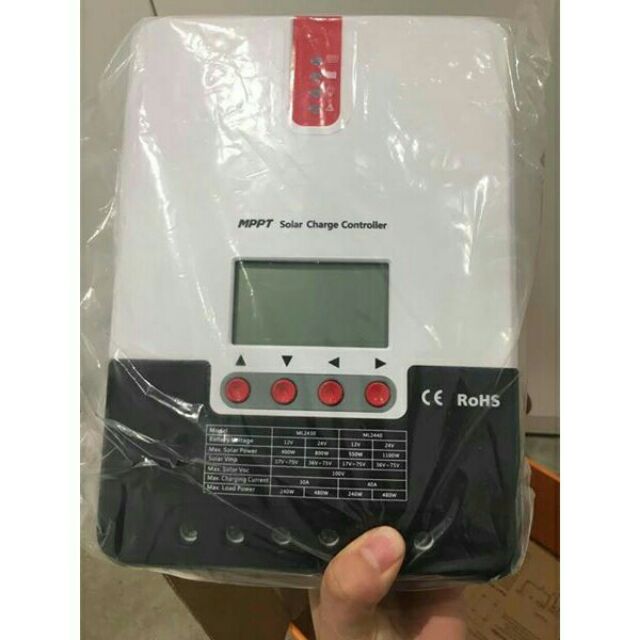 MPPT Solar Charge Controller
▲ ▼ ◀ ▶
CE RoHS
Model ML2430 ML2440
Battery Voltage 12V 24V 12V 24V
Max. Solar Power 400W 800W 550W 1100W
Solar Vmp 17V~75V 36V~75V 17V~75V 36V~75V
Max. Solar Voc 100V
Max. Charging Current 30A 40A
Max. Load Power 240W 480W 240W 480W